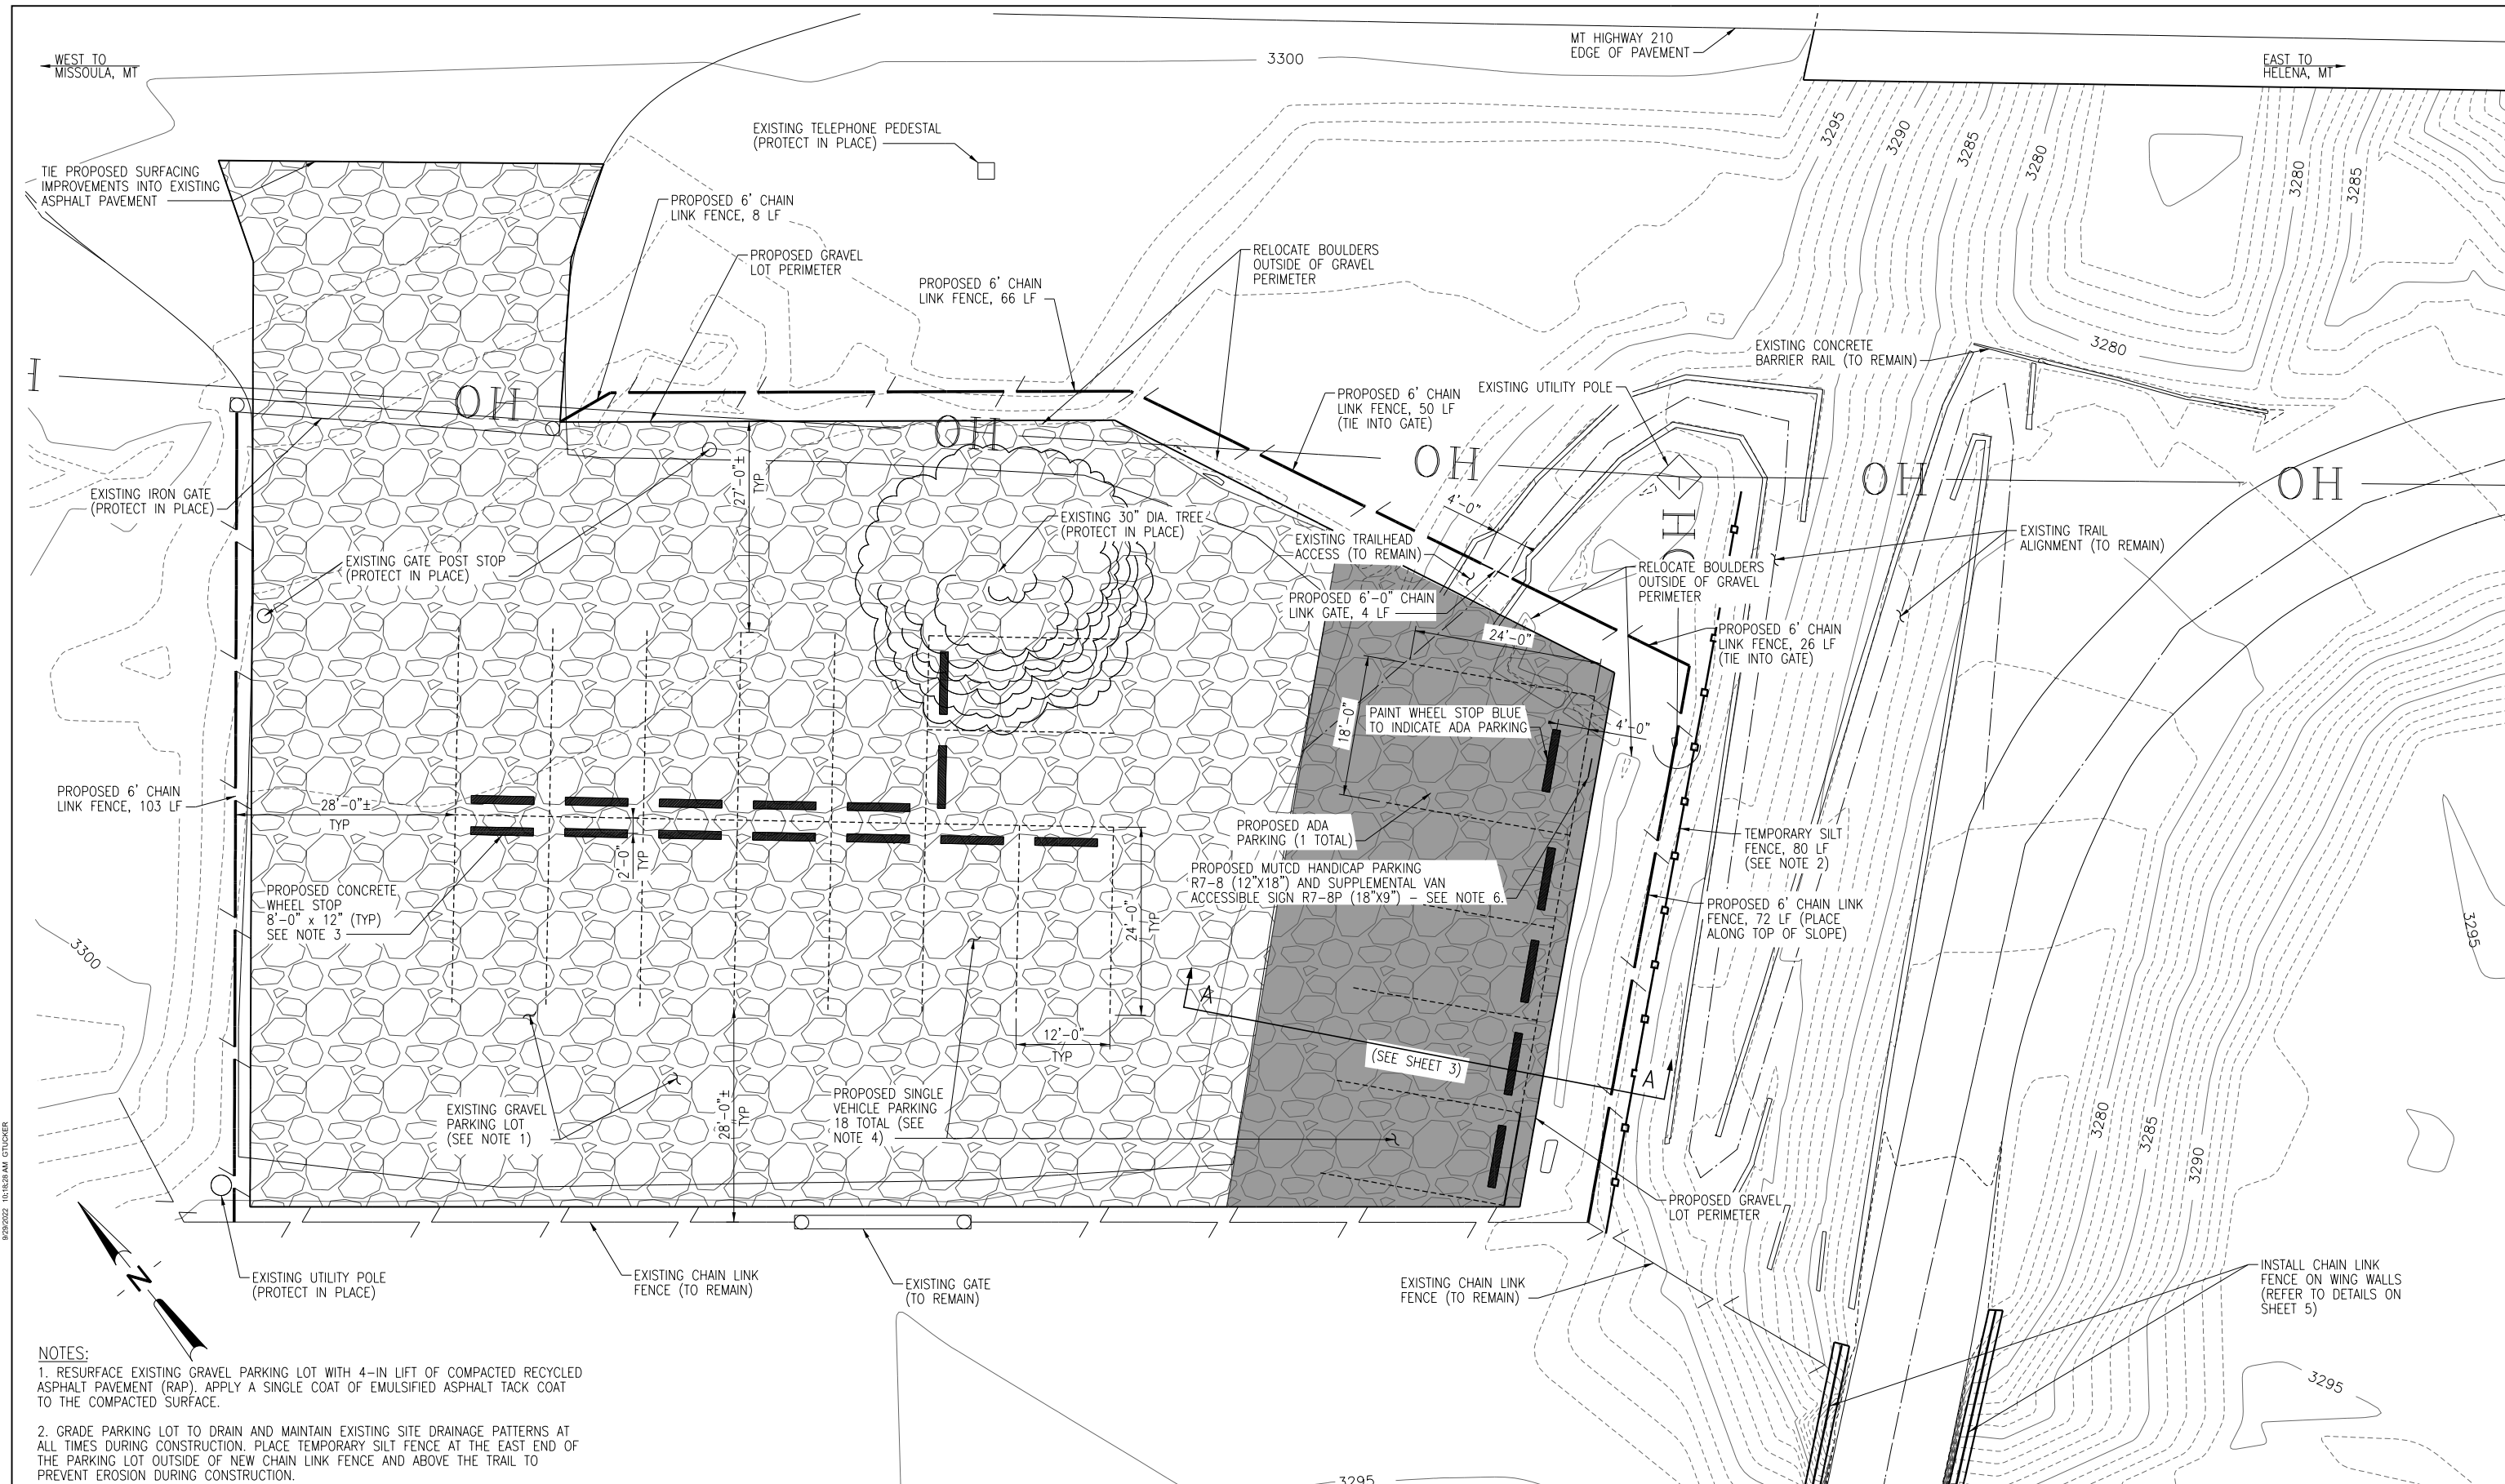 WEST TO
MISSOULA, MT
3300
MT HIGHWAY 210
EDGE OF PAVEMENT
EAST TO
HELENA, MT
EXISTING TELEPHONE PEDESTAL
(PROTECT IN PLACE)
3295
3290
3285
3280
3280
3285
TIE PROPOSED SURFACING
IMPROVEMENTS INTO EXISTING
ASPHALT PAVEMENT
PROPOSED 6' CHAIN
LINK FENCE, 8 LF
PROPOSED GRAVEL
LOT PERIMETER
PROPOSED 6' CHAIN
LINK FENCE, 66 LF
RELOCATE BOULDERS
OUTSIDE OF GRAVEL
PERIMETER
EXISTING CONCRETE
BARRIER RAIL (TO REMAIN)
3280
PROPOSED 6' CHAIN
LINK FENCE, 50 LF
(TIE INTO GATE)
EXISTING UTILITY POLE
H
OH
OH
OH
OH
OH
OH
EXISTING IRON GATE
(PROTECT IN PLACE)
27'-0"±
TYP
4'-0"
EXISTING 30" DIA. TREE
(PROTECT IN PLACE)
EXISTING TRAILHEAD
ACCESS (TO REMAIN)
EXISTING TRAIL
ALIGNMENT (TO REMAIN)
EXISTING GATE POST STOP
(PROTECT IN PLACE)
RELOCATE BOULDERS
OUTSIDE OF GRAVEL
PERIMETER
PROPOSED 6'-0" CHAIN
LINK GATE, 4 LF
24'-0"
PROPOSED 6' CHAIN
LINK FENCE, 26 LF
(TIE INTO GATE)
18'-0"
PAINT WHEEL STOP BLUE
TO INDICATE ADA PARKING
4'-0"
PROPOSED 6' CHAIN
LINK FENCE, 103 LF
28'-0"±
TYP
2'-0"
TYP
PROPOSED ADA
PARKING (1 TOTAL)
TEMPORARY SILT
FENCE, 80 LF
(SEE NOTE 2)
PROPOSED MUTCD HANDICAP PARKING
R7-8 (12"X18") AND SUPPLEMENTAL VAN
ACCESSIBLE SIGN R7-8P (18"X9") - SEE NOTE 6.
PROPOSED CONCRETE
WHEEL STOP
8'-0" x 12" (TYP)
SEE NOTE 3
24'-0"
TYP
PROPOSED 6' CHAIN LINK
FENCE, 72 LF (PLACE
ALONG TOP OF SLOPE)
3300
3295
A
12'-0"
TYP
(SEE SHEET 3)
A
EXISTING GRAVEL
PARKING LOT
(SEE NOTE 1)
28'-0"±
TYP
PROPOSED SINGLE
VEHICLE PARKING
18 TOTAL (SEE
NOTE 4)
3280
3285
3290
PROPOSED GRAVEL
LOT PERIMETER
9/29/2022 10:18:28 AM GTUCKER
N
EXISTING UTILITY POLE
(PROTECT IN PLACE)
EXISTING CHAIN LINK
FENCE (TO REMAIN)
EXISTING GATE
(TO REMAIN)
EXISTING CHAIN LINK
FENCE (TO REMAIN)
INSTALL CHAIN LINK
FENCE ON WING WALLS
(REFER TO DETAILS ON
SHEET 5)
3295
3295
NOTES:
1. RESURFACE EXISTING GRAVEL PARKING LOT WITH 4-IN LIFT OF COMPACTED RECYCLED
ASPHALT PAVEMENT (RAP). APPLY A SINGLE COAT OF EMULSIFIED ASPHALT TACK COAT
TO THE COMPACTED SURFACE.
2. GRADE PARKING LOT TO DRAIN AND MAINTAIN EXISTING SITE DRAINAGE PATTERNS AT
ALL TIMES DURING CONSTRUCTION. PLACE TEMPORARY SILT FENCE AT THE EAST END OF
THE PARKING LOT OUTSIDE OF NEW CHAIN LINK FENCE AND ABOVE THE TRAIL TO
PREVENT EROSION DURING CONSTRUCTION.